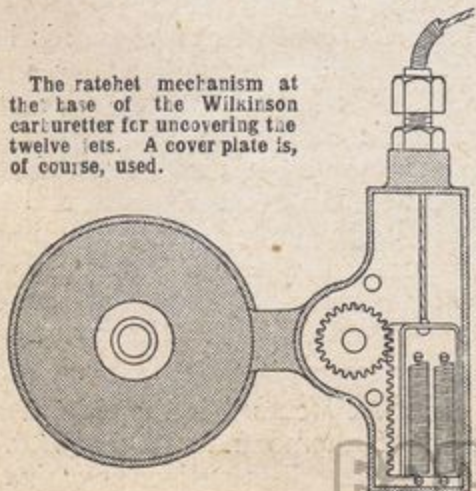 The ratchet mechanism at
the base of the Wilkinson
carburetter for uncovering the
twelve jets. A cover plate is,
of course, used.